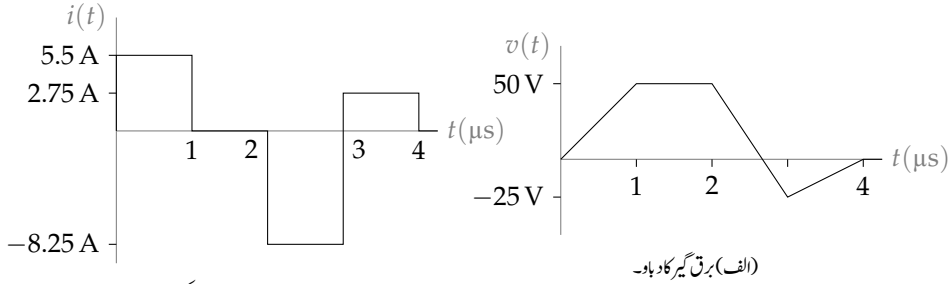 i(t)
5.5 A
2.75 A
−8.25 A
1
2
3
4
t(μs)
v(t)
50 V
−25 V
1
2
4
t(μs)
(الف) برق گیر کا دباو۔